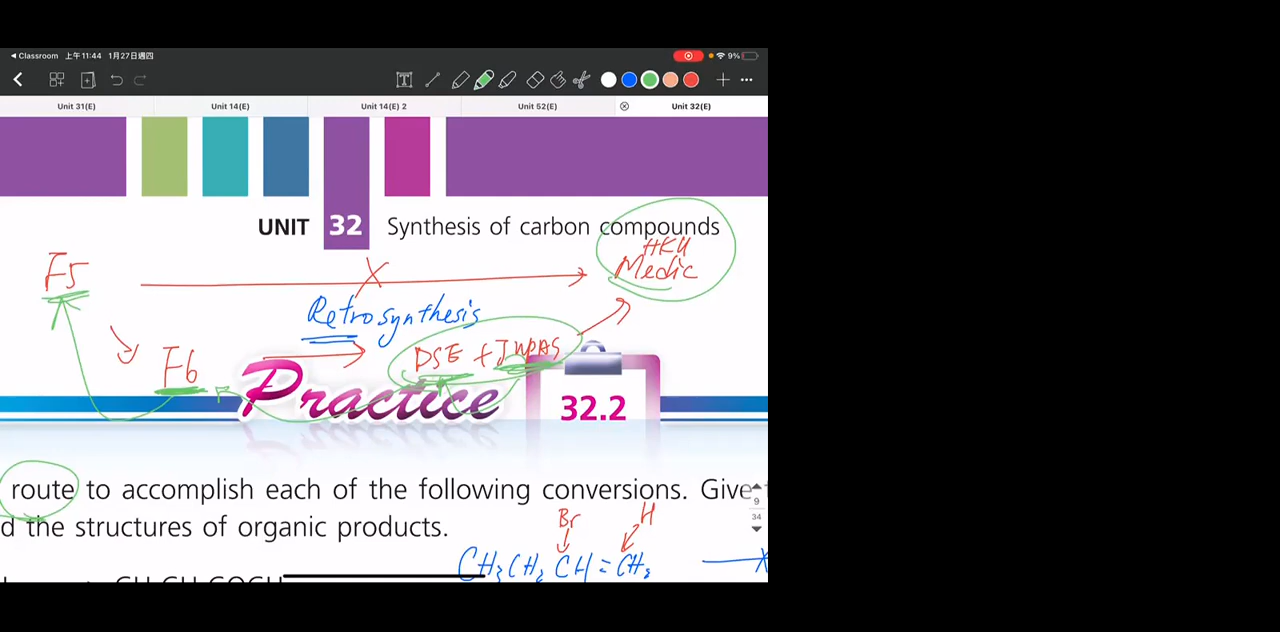 Classroom 上午11:44 1月27日週四 9%
Unit 31(E) Unit 14(E) Unit 14(E) 2 Unit 52(E) Unit 32(E)
UNIT 32 Synthesis of carbon compounds
HKU
F5 Medic
Retrosynthesis
F6 DSE + JUPAS
Practice 32.2
route to accomplish each of the following conversions. Give
9
34
d the structures of organic products.
Br H
CH3CH2CH=CH2